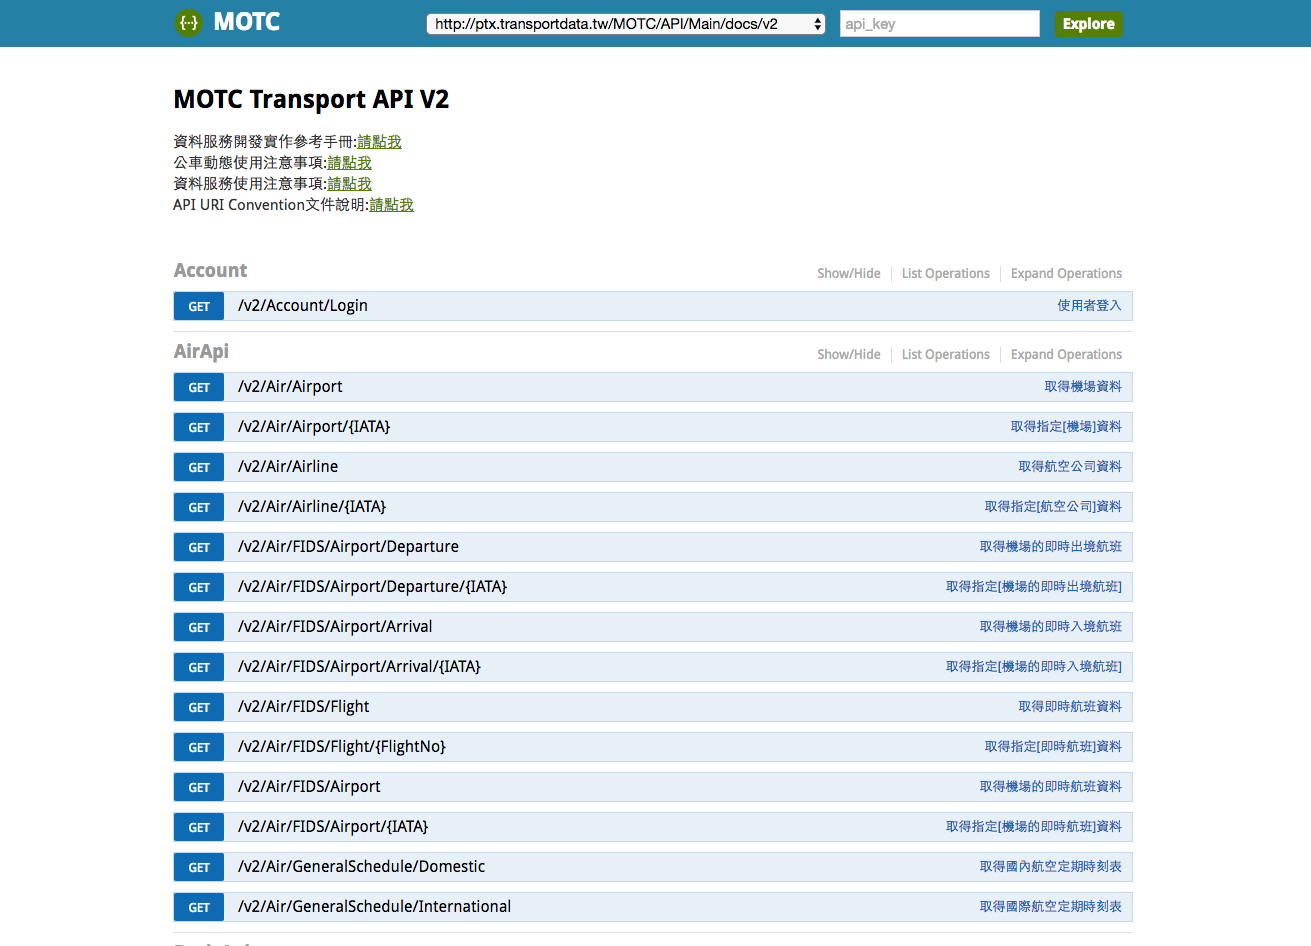 {···} MOTC
http://ptx.transportdata.tw/MOTC/API/Main/docs/v2 api_key Explore
MOTC Transport API V2
資料服務開發實作參考手冊:請點我
公車動態使用注意事項:請點我
資料服務使用注意事項:請點我
API URI Convention文件說明:請點我
Account Show/Hide List Operations Expand Operations
GET /v2/Account/Login 使用者登入
AirApi Show/Hide List Operations Expand Operations
GET /v2/Air/Airport 取得機場資料
GET /v2/Air/Airport/{IATA} 取得指定[機場]資料
GET /v2/Air/Airline 取得航空公司資料
GET /v2/Air/Airline/{IATA} 取得指定[航空公司]資料
GET /v2/Air/FIDS/Airport/Departure 取得機場的即時出境航班
GET /v2/Air/FIDS/Airport/Departure/{IATA} 取得指定[機場的即時出境航班]
GET /v2/Air/FIDS/Airport/Arrival 取得機場的即時入境航班
GET /v2/Air/FIDS/Airport/Arrival/{IATA} 取得指定[機場的即時入境航班]
GET /v2/Air/FIDS/Flight 取得即時航班資料
GET /v2/Air/FIDS/Flight/{FlightNo} 取得指定[即時航班]資料
GET /v2/Air/FIDS/Airport 取得機場的即時航班資料
GET /v2/Air/FIDS/Airport/{IATA} 取得指定[機場的即時航班]資料
GET /v2/Air/GeneralSchedule/Domestic 取得國內航空定期時刻表
GET /v2/Air/GeneralSchedule/International 取得國際航空定期時刻表